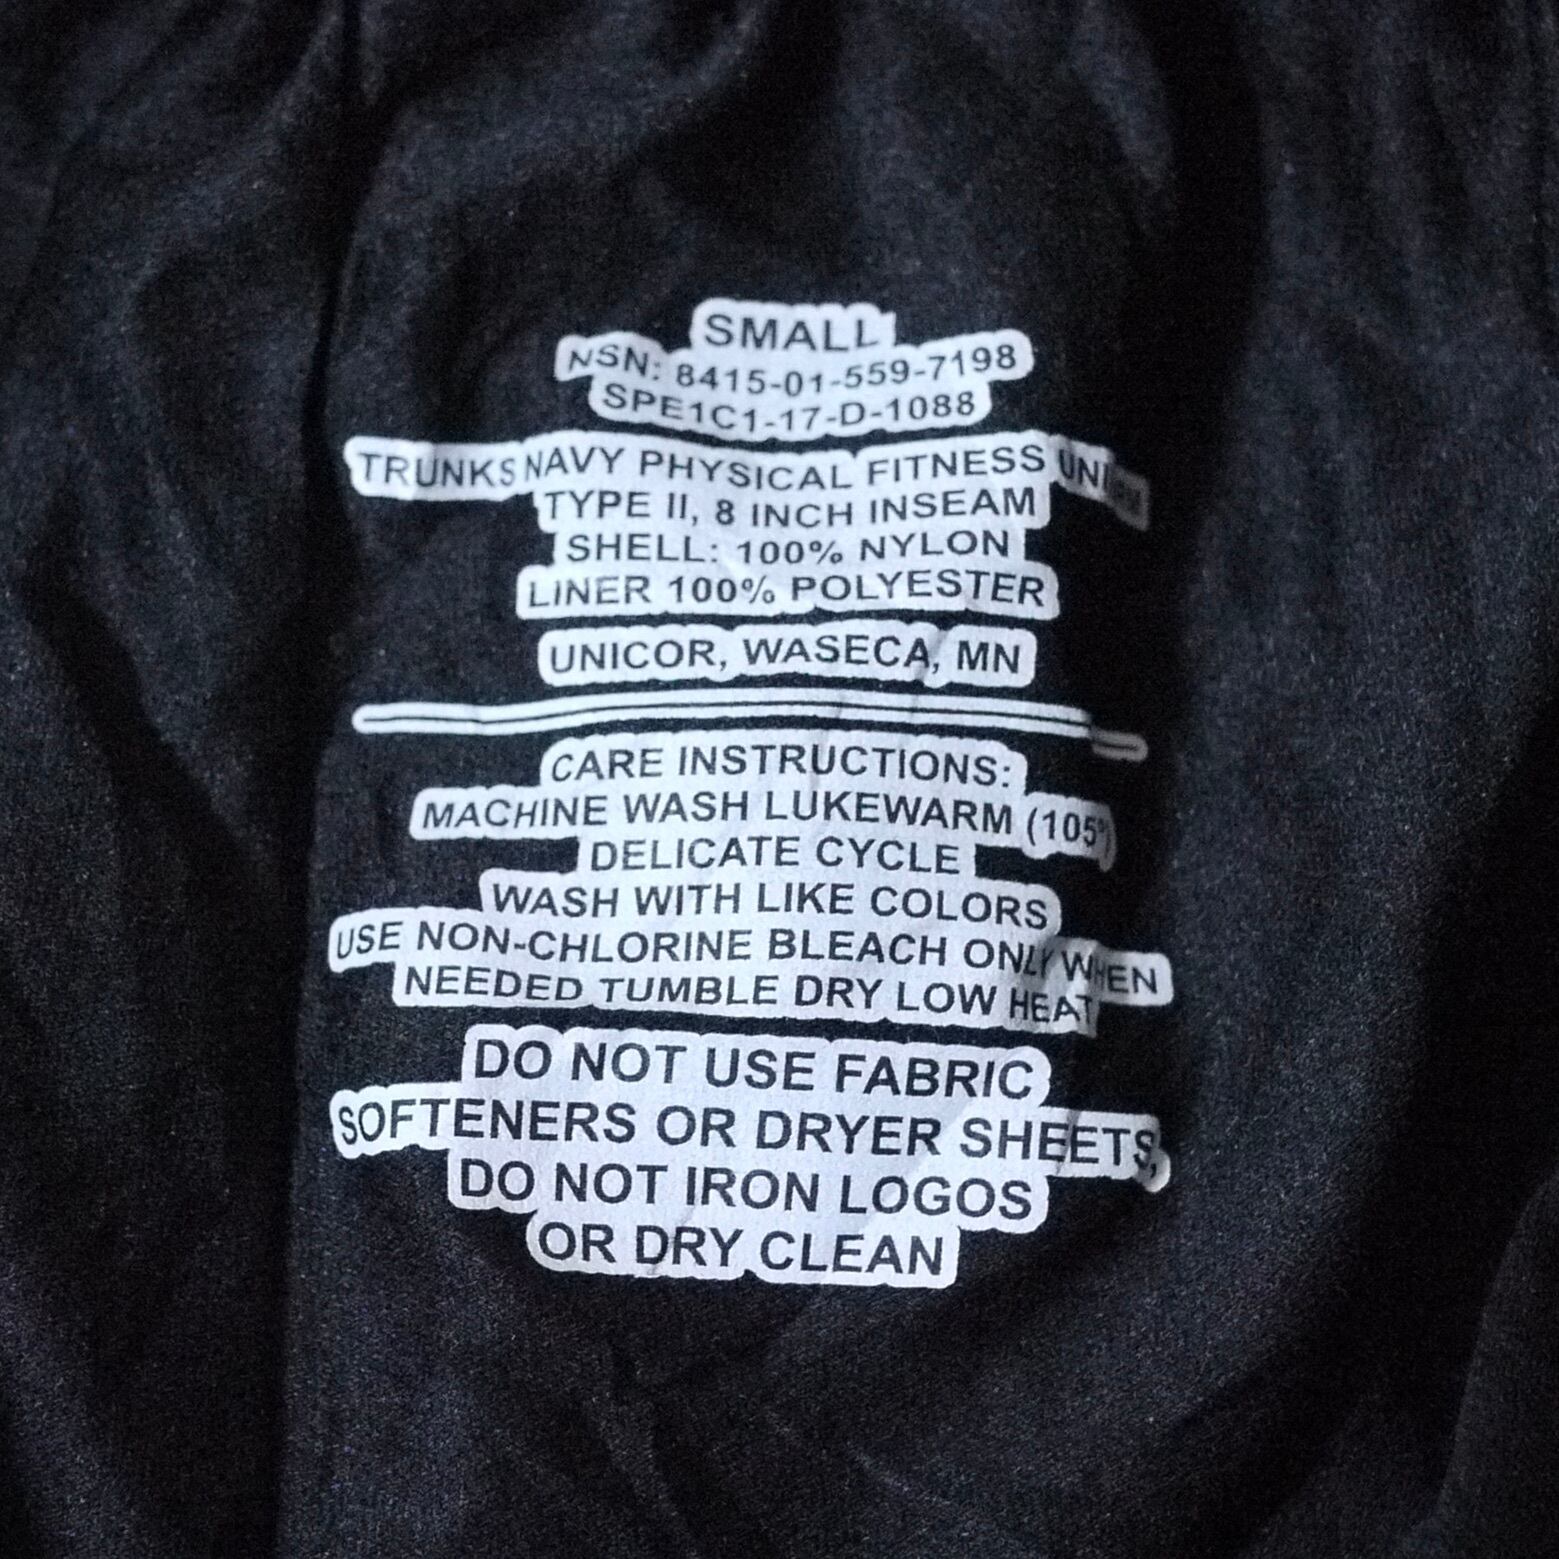 SMALL
NSN: 8415-01-559-7198
SPE1C1-17-D-1088
TRUNKS NAVY PHYSICAL FITNESS
TYPE II, 8 INCH INSEAM
SHELL: 100% NYLON
LINER 100% POLYESTER
UNICOR, WASECA, MN
CARE INSTRUCTIONS:
MACHINE WASH LUKEWARM (105°)
DELICATE CYCLE
WASH WITH LIKE COLORS
USE NON-CHLORINE BLEACH ONLY WHEN
NEEDED TUMBLE DRY LOW HEAT
DO NOT USE FABRIC
SOFTENERS OR DRYER SHEETS,
DO NOT IRON LOGOS
OR DRY CLEAN